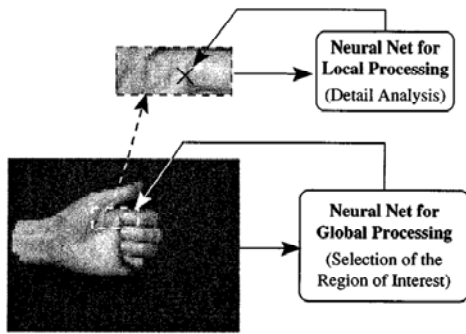 Neural Net for
Local Processing
(Detail Analysis)
Neural Net for
Global Processing
(Selection of the
Region of Interest)